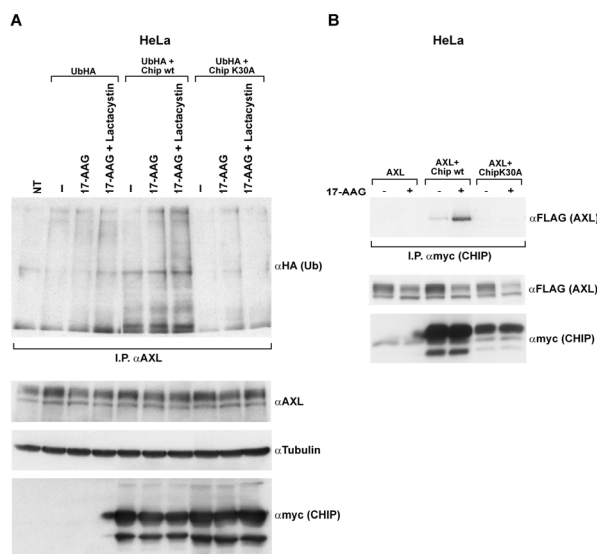 A
HeLa
UbHA
UbHA +
Chip wt
UbHA +
Chip K30A
NT
–
17-AAG
17-AAG + Lactacystin
–
17-AAG
17-AAG + Lactacystin
–
17-AAG
17-AAG + Lactacystin
αHA (Ub)
I.P. αAXL
αAXL
αTubulin
αmyc (CHIP)
B
HeLa
AXL
AXL+
Chip wt
AXL+
ChipK30A
17-AAG - + - + - +
αFLAG (AXL)
I.P. αmyc (CHIP)
αFLAG (AXL)
αmyc (CHIP)